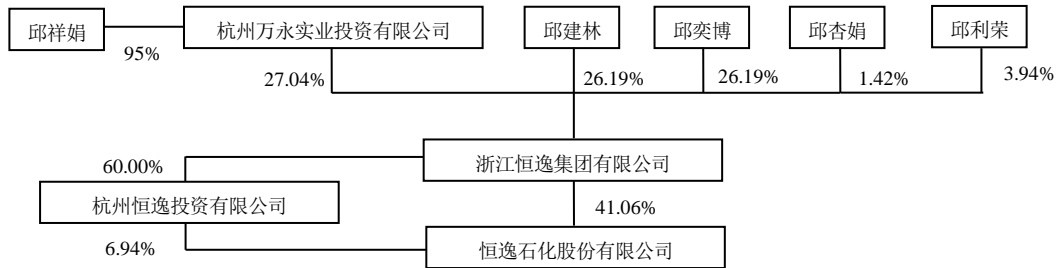 邱祥娟
杭州万永实业投资有限公司
邱建林
邱奕博
邱杏娟
邱利荣
95%
27.04%
26.19%
26.19%
1.42%
3.94%
浙江恒逸集团有限公司
60.00%
杭州恒逸投资有限公司
41.06%
6.94%
恒逸石化股份有限公司